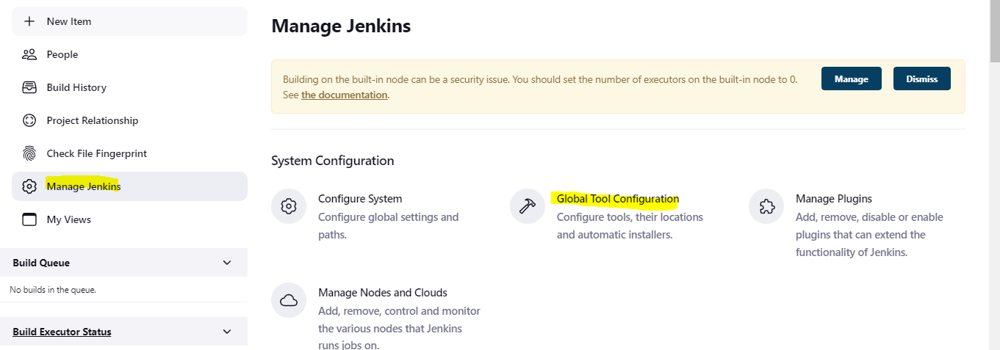 New Item
People
Build History
Project Relationship
Check File Fingerprint
Manage Jenkins
My Views
Build Queue
No builds in the queue.
Build Executor Status
Manage Jenkins
Building on the built-in node can be a security issue. You should set the number of executors on the built-in node to 0.
See the documentation.
Manage
Dismiss
System Configuration
Configure System
Configure global settings and
paths.
Global Tool Configuration
Configure tools, their locations
and automatic installers.
Manage Plugins
Add, remove, disable or enable
plugins that can extend the
functionality of Jenkins.
Manage Nodes and Clouds
Add, remove, control and monitor
the various nodes that Jenkins
runs jobs on.